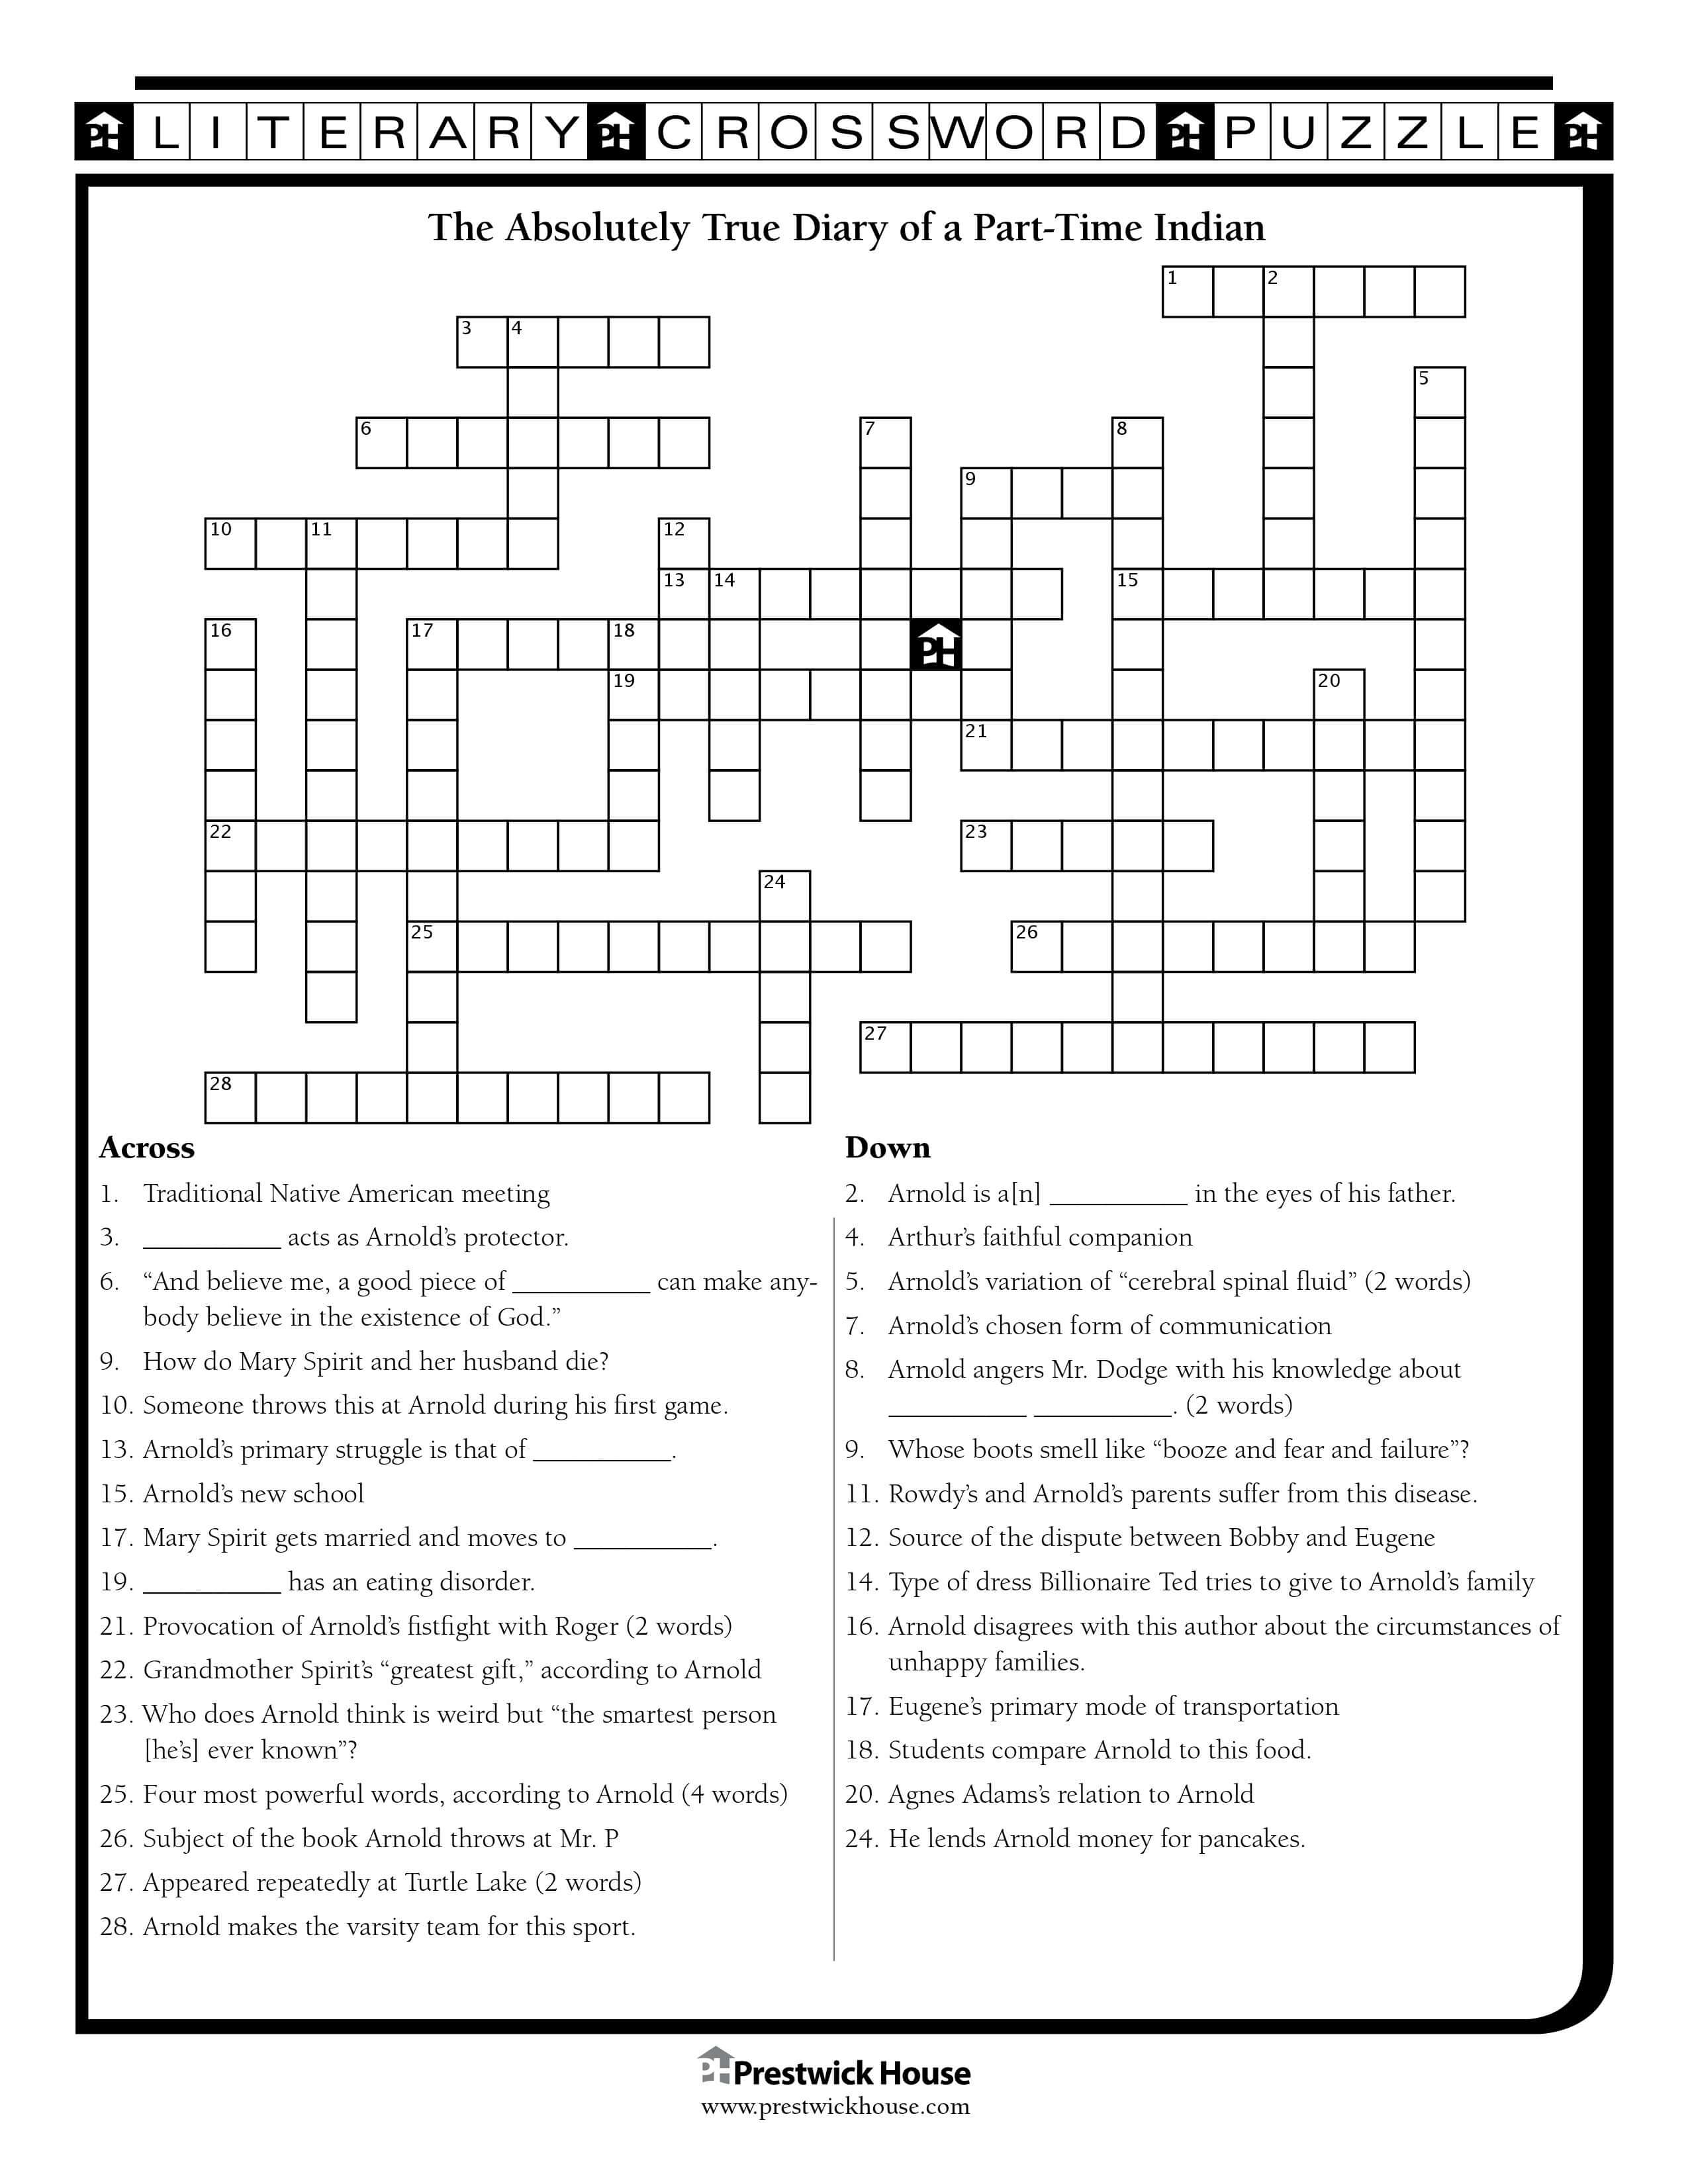 PH LITERARY PH CROSSWORD PH PUZZLE PH
The Absolutely True Diary of a Part-Time Indian
1 2
3 4
5
6 7 8
9
10 11 12
13 14 15
16 17 18 PH
19 20
21
22 23
24
25 26
27
28
Across
1. Traditional Native American meeting
3. __________ acts as Arnold’s protector.
6. “And believe me, a good piece of __________ can make any-
body believe in the existence of God.”
9. How do Mary Spirit and her husband die?
10. Someone throws this at Arnold during his first game.
13. Arnold’s primary struggle is that of __________.
15. Arnold’s new school
17. Mary Spirit gets married and moves to __________.
19. __________ has an eating disorder.
21. Provocation of Arnold’s fistfight with Roger (2 words)
22. Grandmother Spirit’s “greatest gift,” according to Arnold
23. Who does Arnold think is weird but “the smartest person
[he’s] ever known”?
25. Four most powerful words, according to Arnold (4 words)
26. Subject of the book Arnold throws at Mr. P
27. Appeared repeatedly at Turtle Lake (2 words)
28. Arnold makes the varsity team for this sport.
Down
2. Arnold is a[n] __________ in the eyes of his father.
4. Arthur’s faithful companion
5. Arnold’s variation of “cerebral spinal fluid” (2 words)
7. Arnold’s chosen form of communication
8. Arnold angers Mr. Dodge with his knowledge about
__________ __________. (2 words)
9. Whose boots smell like “booze and fear and failure”?
11. Rowdy’s and Arnold’s parents suffer from this disease.
12. Source of the dispute between Bobby and Eugene
14. Type of dress Billionaire Ted tries to give to Arnold’s family
16. Arnold disagrees with this author about the circumstances of
unhappy families.
17. Eugene’s primary mode of transportation
18. Students compare Arnold to this food.
20. Agnes Adams’s relation to Arnold
24. He lends Arnold money for pancakes.
PH Prestwick House
www.prestwickhouse.com